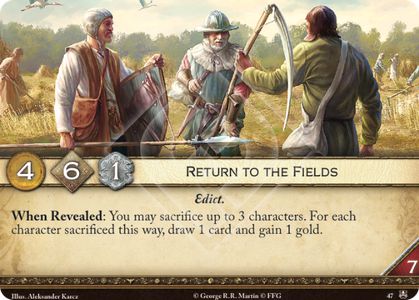 4 6 1 RETURN TO THE FIELDS
Edict.
When Revealed: You may sacrifice up to 3 characters. For each
character sacrificed this way, draw 1 card and gain 1 gold.
7
Illus. Aleksander Karcz © George R.R. Martin © FFG 47